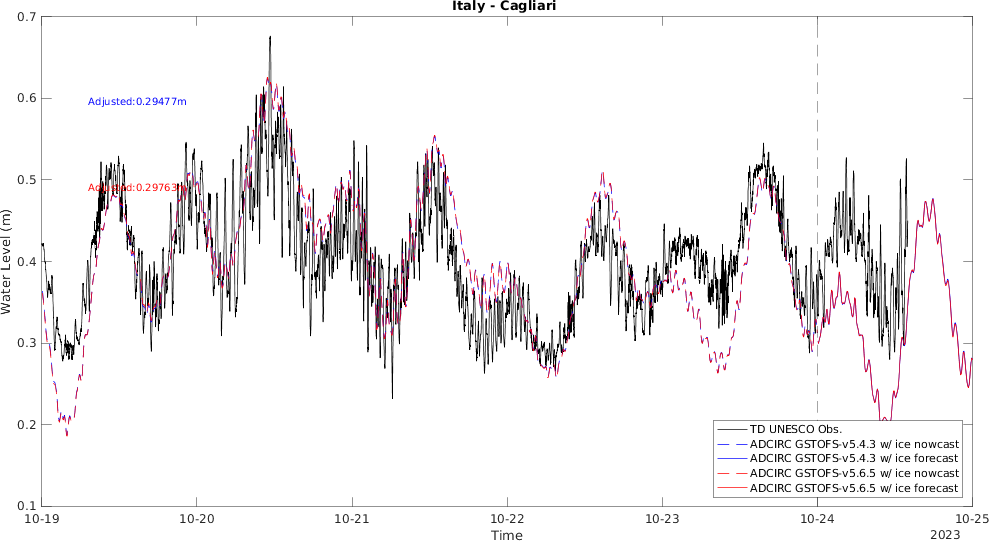 Italy - Cagliari
0.7
0.6
0.5
0.4
0.3
0.2
0.1
Water Level (m)
Adjusted:0.29477m
Adjusted:0.29763m
TD UNESCO Obs.
ADCIRC GSTOFS-v5.4.3 w/ ice nowcast
ADCIRC GSTOFS-v5.4.3 w/ ice forecast
ADCIRC GSTOFS-v5.6.5 w/ ice nowcast
ADCIRC GSTOFS-v5.6.5 w/ ice forecast
10-19 10-20 10-21 10-22 10-23 10-24 10-25
Time
2023